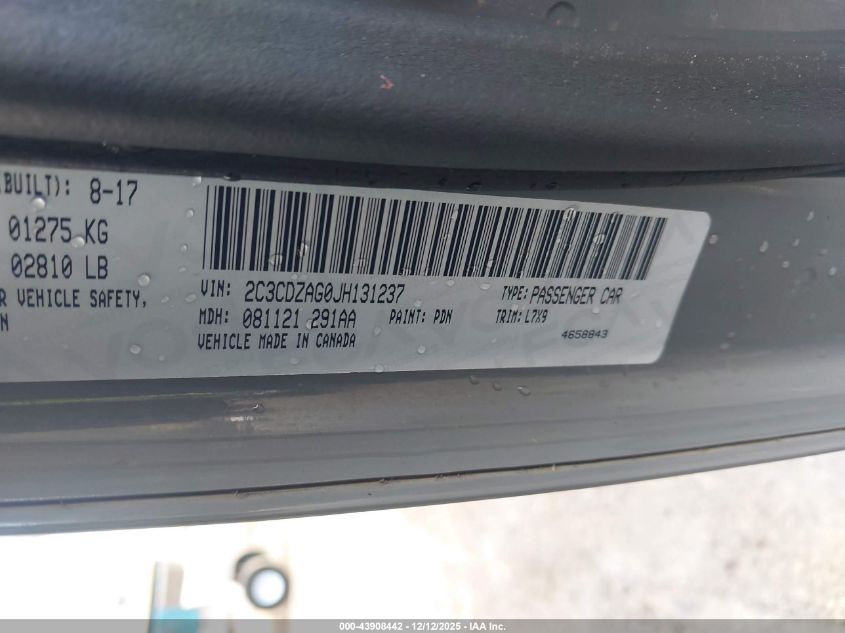 BUILT): 8-17
01275 KG
02810 LB
R VEHICLE SAFETY,
N
VIN: 2C3CDZAG0JH131237 TYPE: PASSENGER CAR
MDH: 081121 291AA PAINT: PDN TRIM: L7X9
VEHICLE MADE IN CANADA 4658843
000-43908442 - 12/12/2025 - IAA Inc.